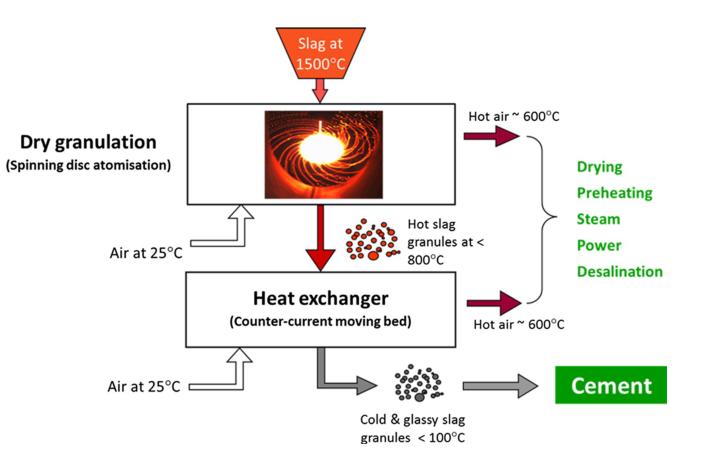 Slag at
1500°C
Dry granulation
(Spinning disc atomisation)
Hot air ~ 600°C
Drying
Preheating
Steam
Power
Desalination
Air at 25°C
Hot slag
granules at <
800°C
Heat exchanger
(Counter-current moving bed)
Hot air ~ 600°C
Air at 25°C
Cold & glassy slag
granules < 100°C
Cement